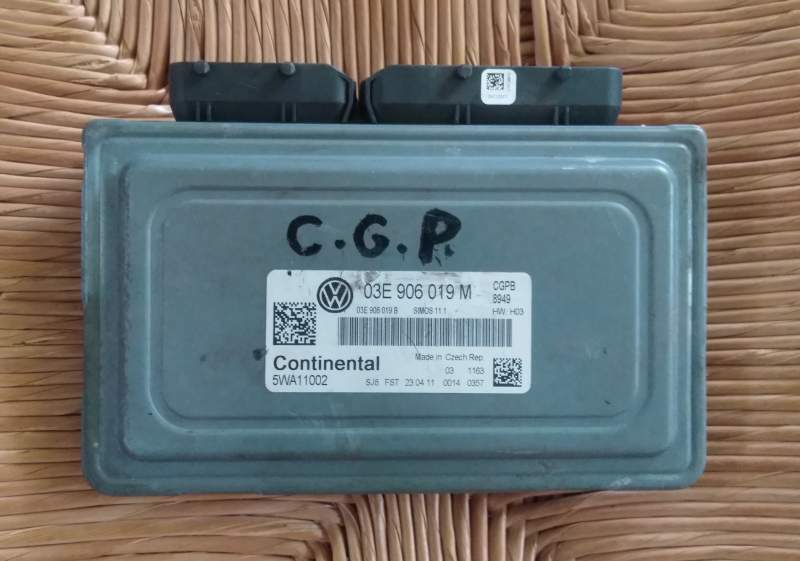 C.G.P.
03E 906 019 M CGPB
03E 906 019 B SIMOS 11.1 8949
HW: H03
Continental Made in Czech Rep.
5WA11002 03 1163
SJ5 FST 23.04.11 0014 0357